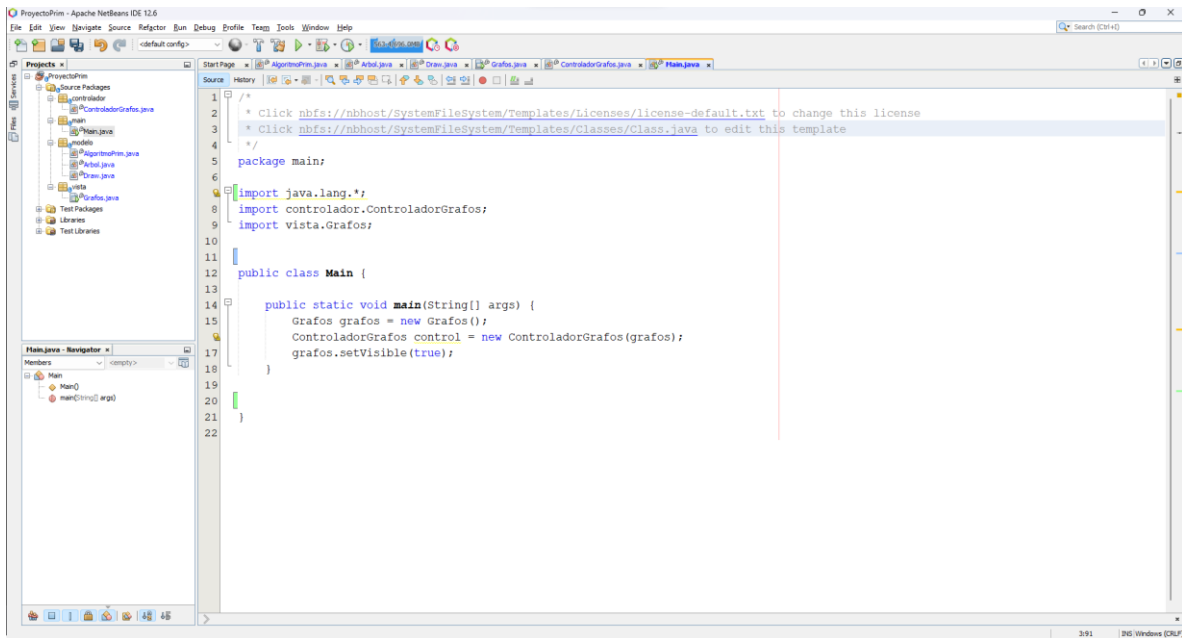 ProyectoPrim - Apache NetBeans IDE 12.6
File Edit View Navigate Source Refactor Run Debug Profile Team Tools Window Help
Search (Ctrl+I)
<default config>
Projects
Start Page AlgoritmoPrim.java Arbol.java Draw.java Grafos.java ControladorGrafos.java Main.java
Services
Files
ProyectoPrim
Source Packages
controlador
ControladorGrafos.java
main
Main.java
modelo
AlgoritmoPrim.java
Arbol.java
Draw.java
vista
Grafos.java
Test Packages
Libraries
Test Libraries
Main.java - Navigator
Members <empty>
Main
Main()
main(String[] args)
Source History
1 /*
2 * Click nbfs://nbhost/SystemFileSystem/Templates/Licenses/license-default.txt to change this license
3 * Click nbfs://nbhost/SystemFileSystem/Templates/Classes/Class.java to edit this template
4 */
5 package main;
6
import java.lang.*;
8 import controlador.ControladorGrafos;
9 import vista.Grafos;
10
11
12 public class Main {
13
14 public static void main(String[] args) {
15 Grafos grafos = new Grafos();
ControladorGrafos control = new ControladorGrafos(grafos);
17 grafos.setVisible(true);
18 }
19
20
21 }
22
3:91 INS Windows (CRLF)